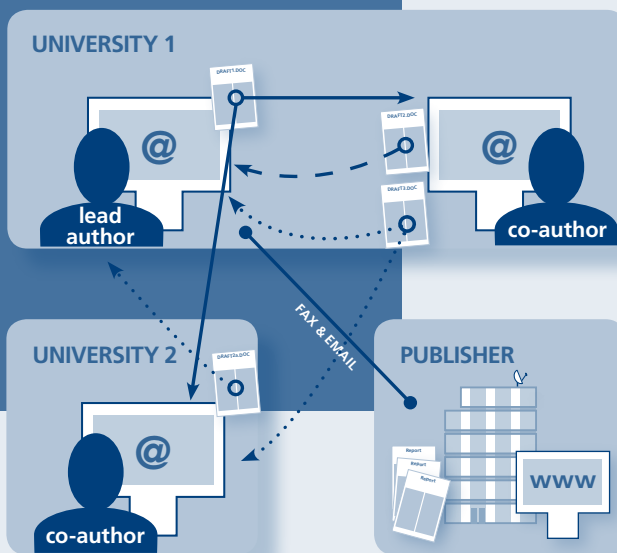 UNIVERSITY 1
DRAFT1.DOC
@
lead
author
DRAFT2.DOC
DRAFT3.DOC
@
co-author
FAX & EMAIL
UNIVERSITY 2
DRAFT2a.DOC
@
co-author
PUBLISHER
Report
Report
Report
www